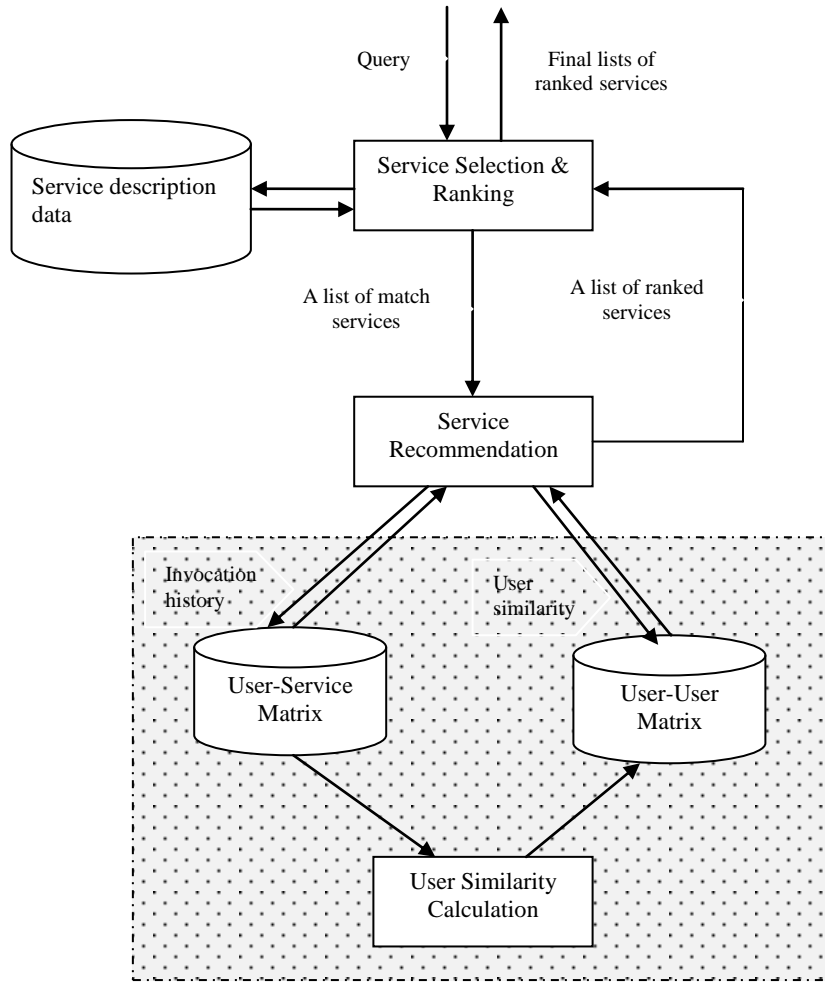 Query
Final lists of
ranked services
Service Selection &
Ranking
Service description
data
A list of match
services
A list of ranked
services
Service
Recommendation
Invocation
history
User
similarity
User-Service
Matrix
User-User
Matrix
User Similarity
Calculation